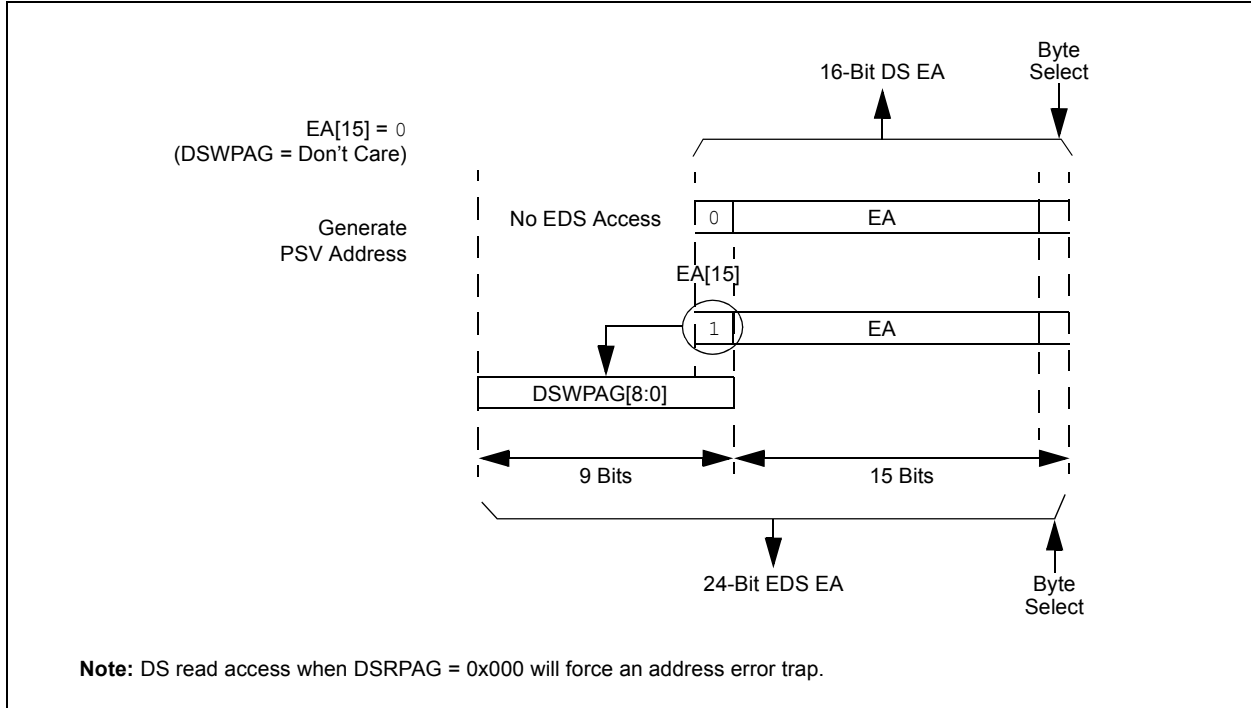 Byte
Select
16-Bit DS EA
EA[15] = 0
(DSWPAG = Don't Care)
No EDS Access
0
EA
Generate
PSV Address
EA[15]
1
EA
DSWPAG[8:0]
9 Bits
15 Bits
24-Bit EDS EA
Byte
Select
Note: DS read access when DSRPAG = 0x000 will force an address error trap.